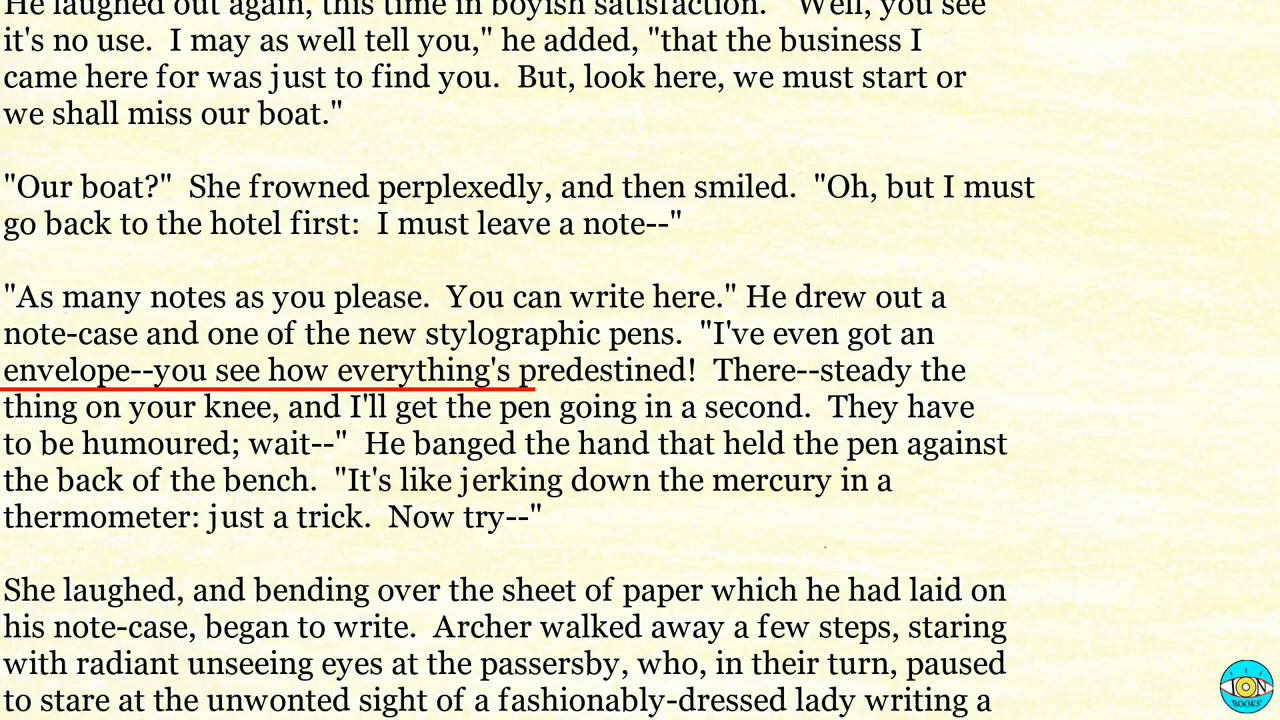 He laughed out again, this time in boyish satisfaction.  "Well, you see
it's no use.  I may as well tell you," he added, "that the business I
came here for was just to find you.  But, look here, we must start or
we shall miss our boat."
"Our boat?"  She frowned perplexedly, and then smiled.  "Oh, but I must
go back to the hotel first:  I must leave a note--"
"As many notes as you please.  You can write here." He drew out a
note-case and one of the new stylographic pens.  "I've even got an
envelope--you see how everything's predestined!  There--steady the
thing on your knee, and I'll get the pen going in a second.  They have
to be humoured; wait--"  He banged the hand that held the pen against
the back of the bench.  "It's like jerking down the mercury in a
thermometer: just a trick.  Now try--"
She laughed, and bending over the sheet of paper which he had laid on
his note-case, began to write.  Archer walked away a few steps, staring
with radiant unseeing eyes at the passersby, who, in their turn, paused
to stare at the unwonted sight of a fashionably-dressed lady writing a
ION
BOOKS